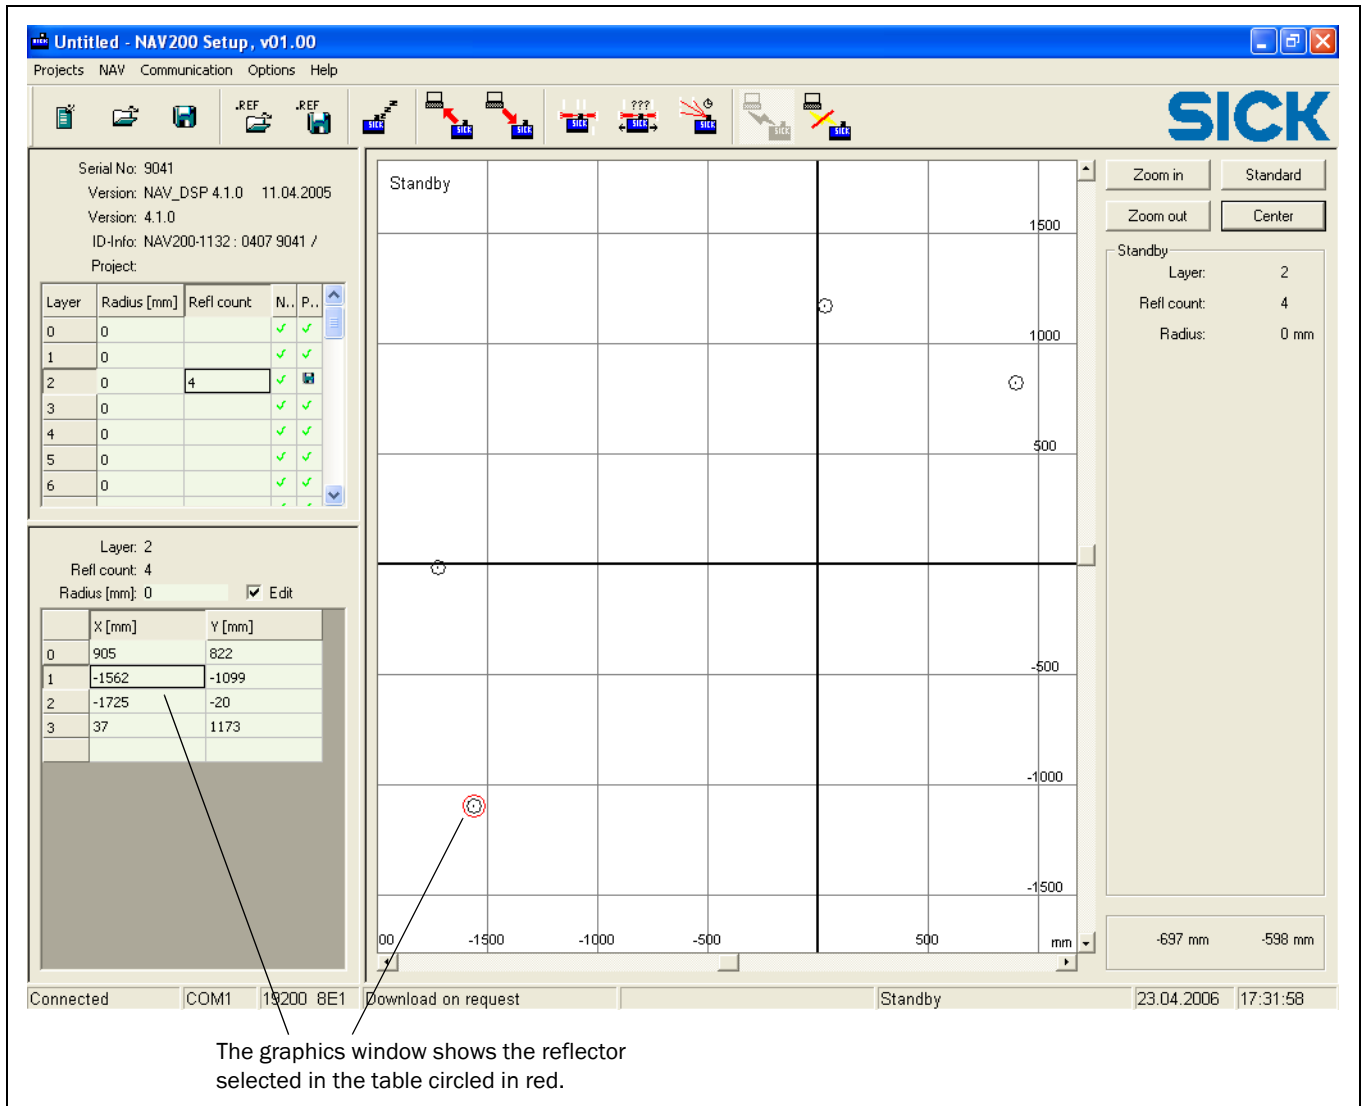 Untitled - NAV200 Setup, v01.00
Projects NAV Communication Options Help
.REF .REF ???
SICK
Serial No: 9041
Version: NAV_DSP 4.1.0 11.04.2005
Version: 4.1.0
ID-Info: NAV200-1132 : 0407 9041 /
Project:
Layer Radius [mm] Refl count N.. P..
0 0
1 0
2 0 4
3 0
4 0
5 0
6 0
Layer: 2
Refl count: 4
Radius [mm]: 0 Edit
X [mm] Y [mm]
0 905 822
1 -1562 -1099
2 -1725 -20
3 37 1173
Standby
1500
1000
500
-500
-1000
-1500
00 -1500 -1000 -500 500 mm
Zoom in Standard
Zoom out Center
Standby
Layer: 2
Refl count: 4
Radius: 0 mm
-697 mm -598 mm
Connected COM1 19200 8E1 Download on request Standby 23.04.2006 17:31:58
The graphics window shows the reflector
selected in the table circled in red.